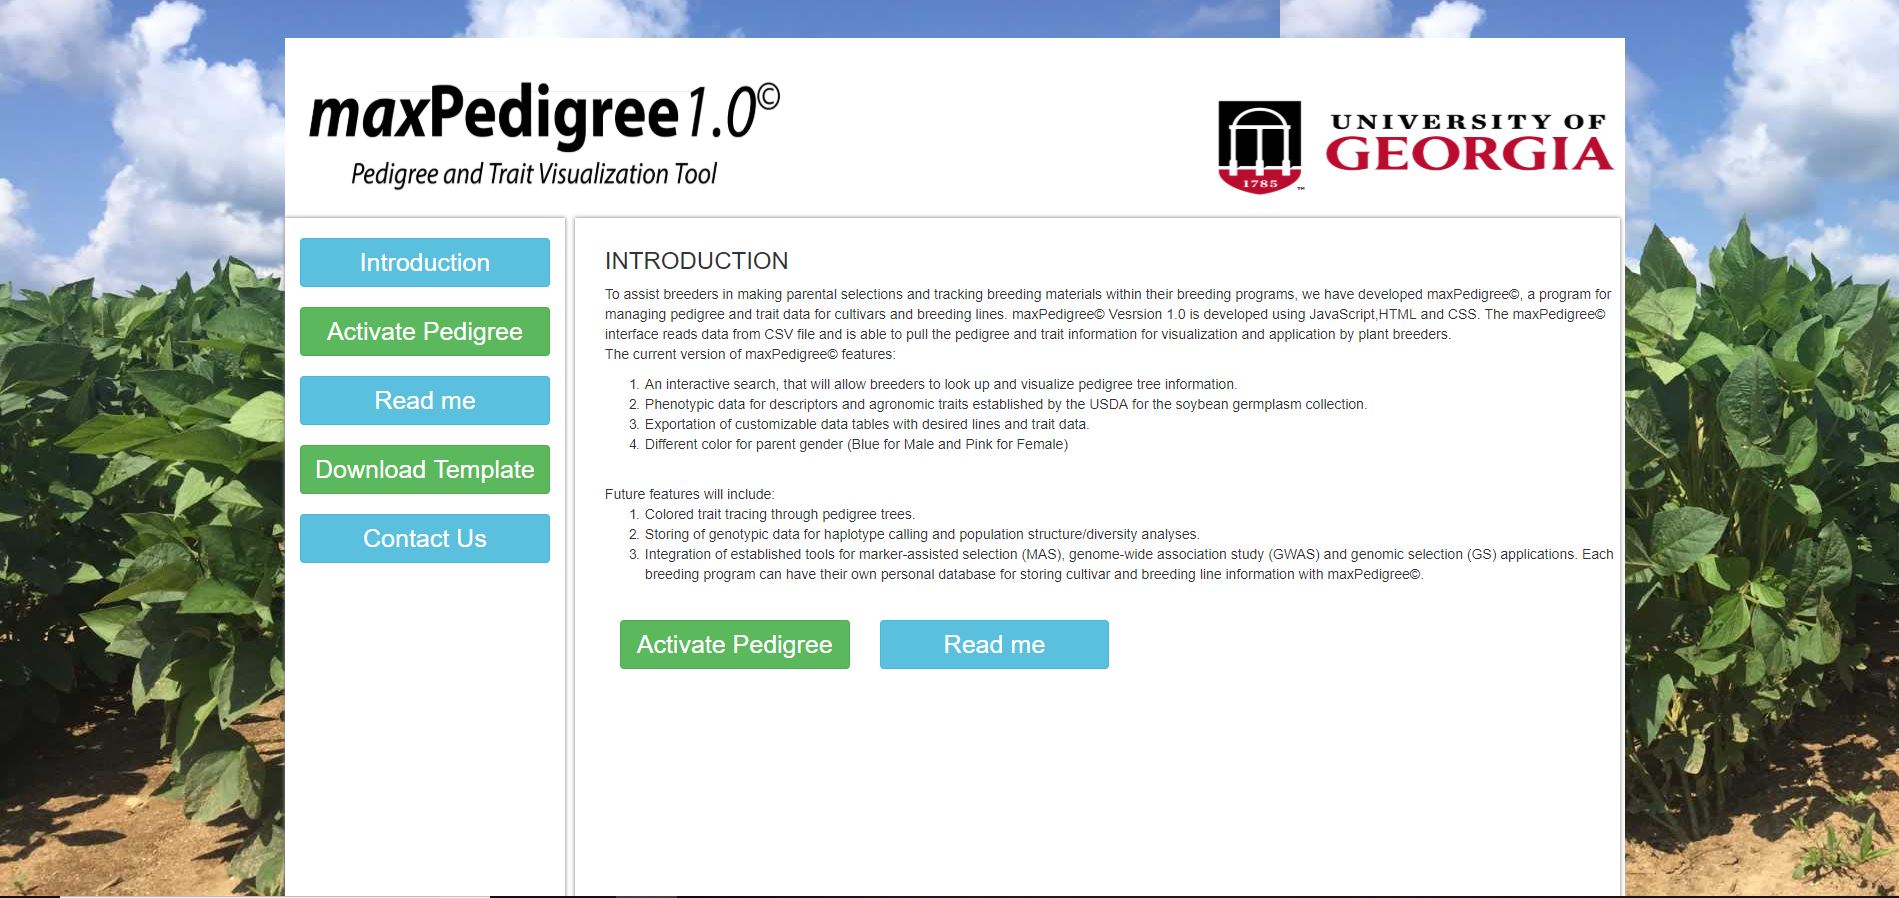 maxPedigree1.0©
Pedigree and Trait Visualization Tool
1785
™
UNIVERSITY OF
GEORGIA
Introduction
Activate Pedigree
Read me
Download Template
Contact Us
INTRODUCTION
To assist breeders in making parental selections and tracking breeding materials within their breeding programs, we have developed maxPedigree©, a program for
managing pedigree and trait data for cultivars and breeding lines. maxPedigree© Vesrsion 1.0 is developed using JavaScript,HTML and CSS. The maxPedigree©
interface reads data from CSV file and is able to pull the pedigree and trait information for visualization and application by plant breeders.
The current version of maxPedigree© features:
1. An interactive search, that will allow breeders to look up and visualize pedigree tree information.
2. Phenotypic data for descriptors and agronomic traits established by the USDA for the soybean germplasm collection.
3. Exportation of customizable data tables with desired lines and trait data.
4. Different color for parent gender (Blue for Male and Pink for Female)
Future features will include:
1. Colored trait tracing through pedigree trees.
2. Storing of genotypic data for haplotype calling and population structure/diversity analyses.
3. Integration of established tools for marker-assisted selection (MAS), genome-wide association study (GWAS) and genomic selection (GS) applications. Each
breeding program can have their own personal database for storing cultivar and breeding line information with maxPedigree©.
Activate Pedigree
Read me